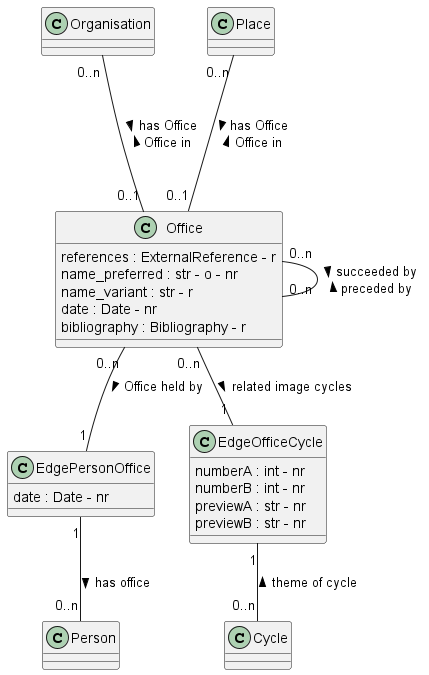 C Organisation
C Place
0..n
0..n
has Office
Office in
has Office
Office in
0..1
0..1
C Office
references : ExternalReference - r
name_preferred : str - o - nr
name_variant : str - r
date : Date - nr
bibliography : Bibliography - r
0..n
succeeded by
preceded by
0..n
0..n
0..n
Office held by
related image cycles
1
1
C EdgePersonOffice
date : Date - nr
C EdgeOfficeCycle
numberA : int - nr
numberB : int - nr
previewA : str - nr
previewB : str - nr
1
1
has office
theme of cycle
0..n
0..n
C Person
C Cycle